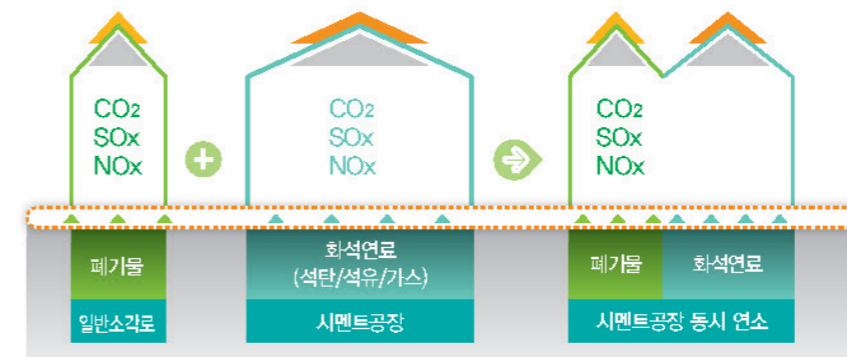 CO2
SOx
NOx
CO2
SOx
NOx
CO2
SOx
NOx
폐기물
화석연료
(석탄/석유/가스)
폐기물
화석연료
일반소각로
시멘트공장
시멘트공장 동시 연소